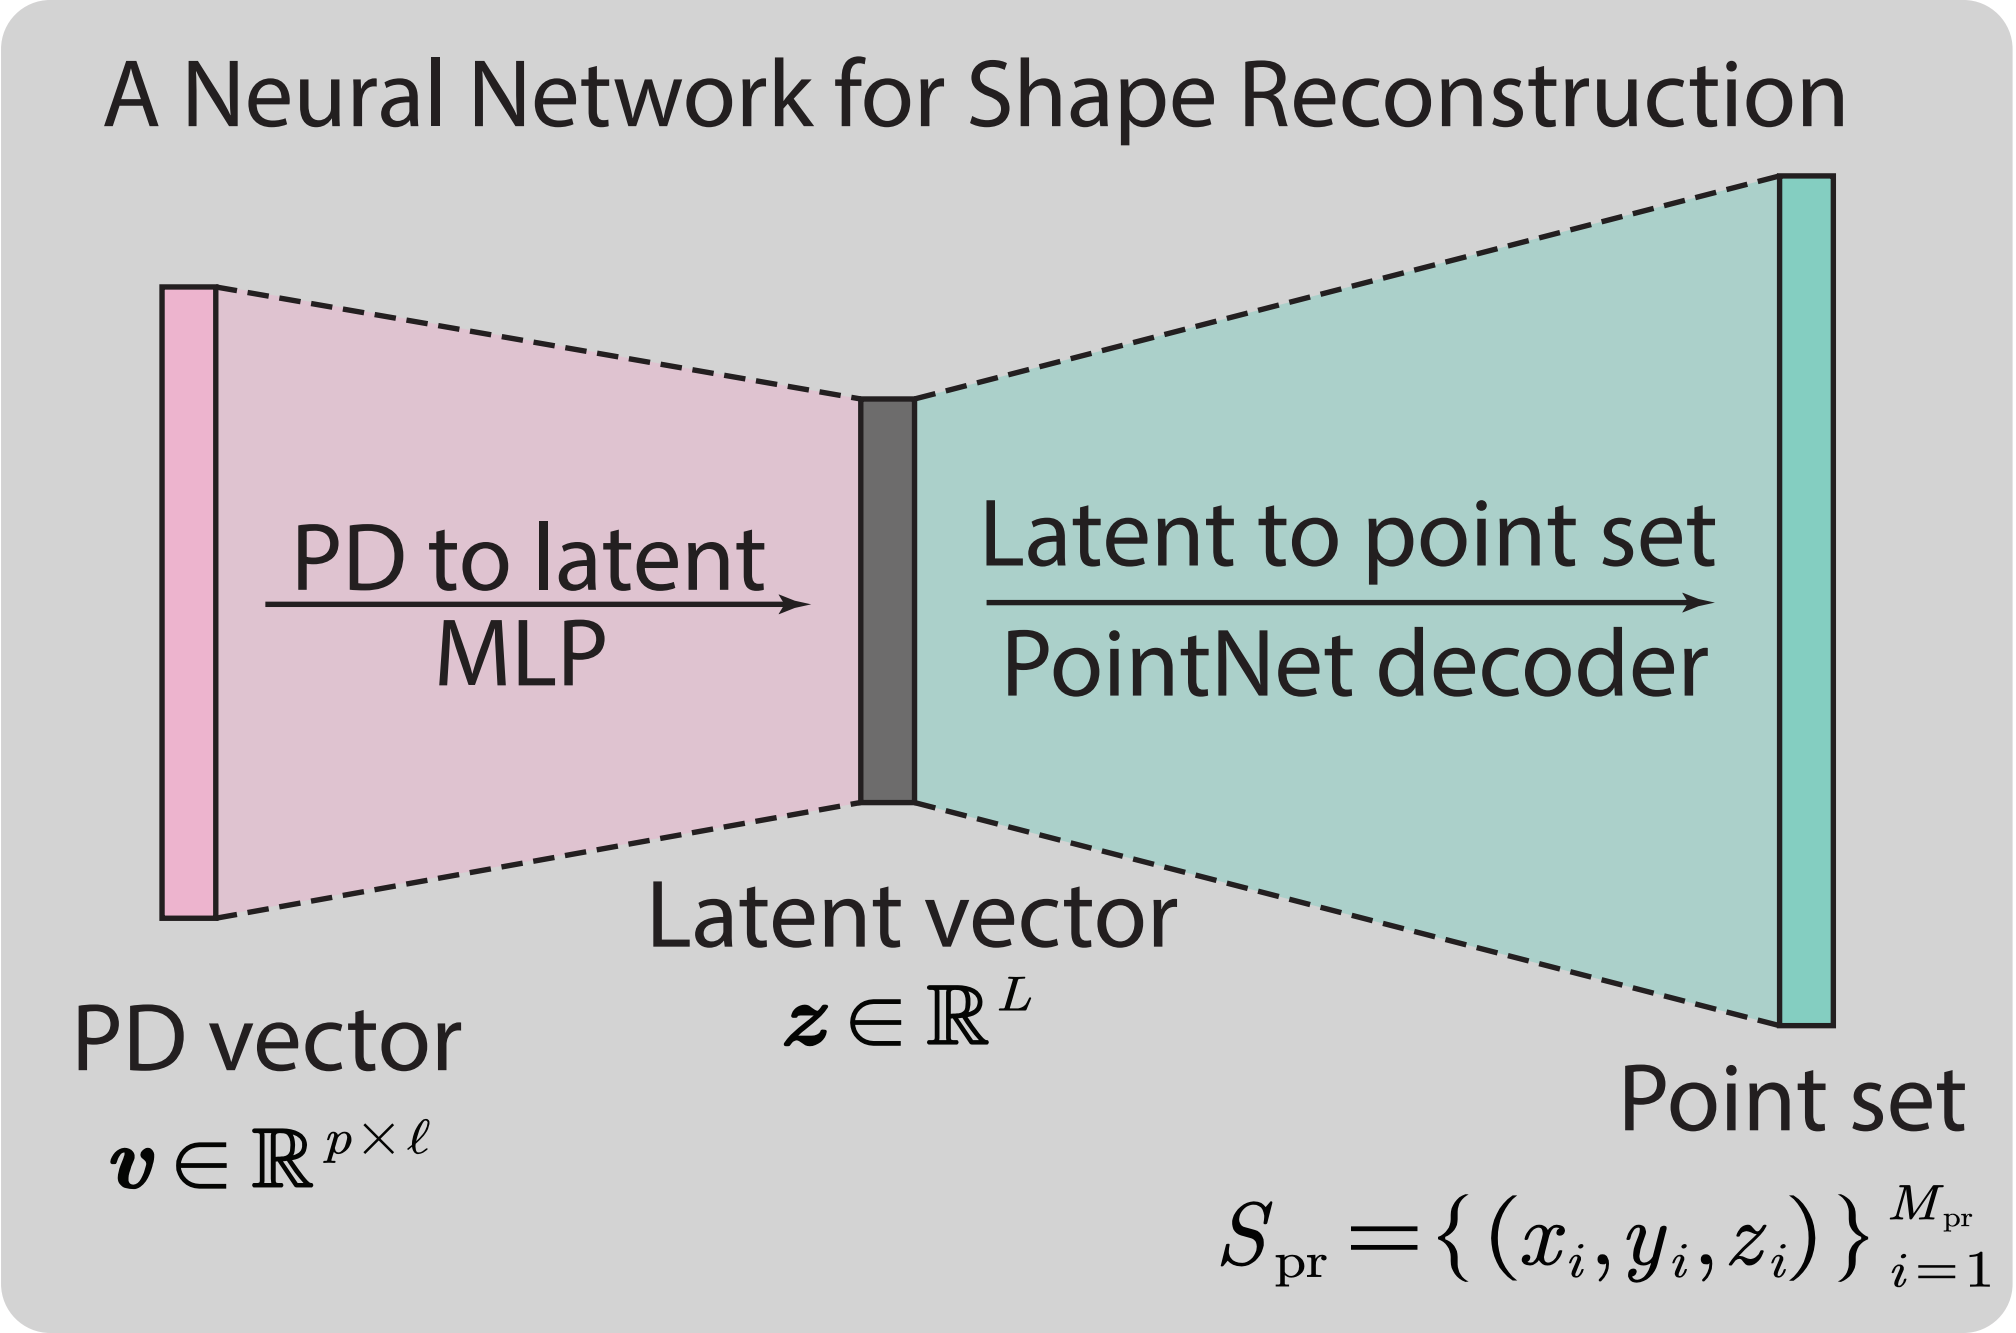 A Neural Network for Shape Reconstruction
PD to latent
MLP
Latent to point set
PointNet decoder
Latent vector
z ∈ ℝ^L
PD vector
v ∈ ℝ^{p×ℓ}
Point set
S_pr = {(x_i, y_i, z_i)}_{i=1}^{M_pr}